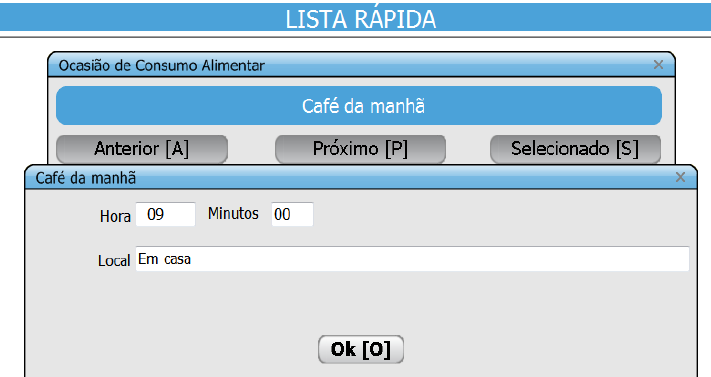 LISTA RÁPIDA
Ocasião de Consumo Alimentar
Café da manhã
Anterior [A] Próximo [P] Selecionado [S]
Café da manhã
Hora 09 Minutos 00
Local Em casa
Ok [O]